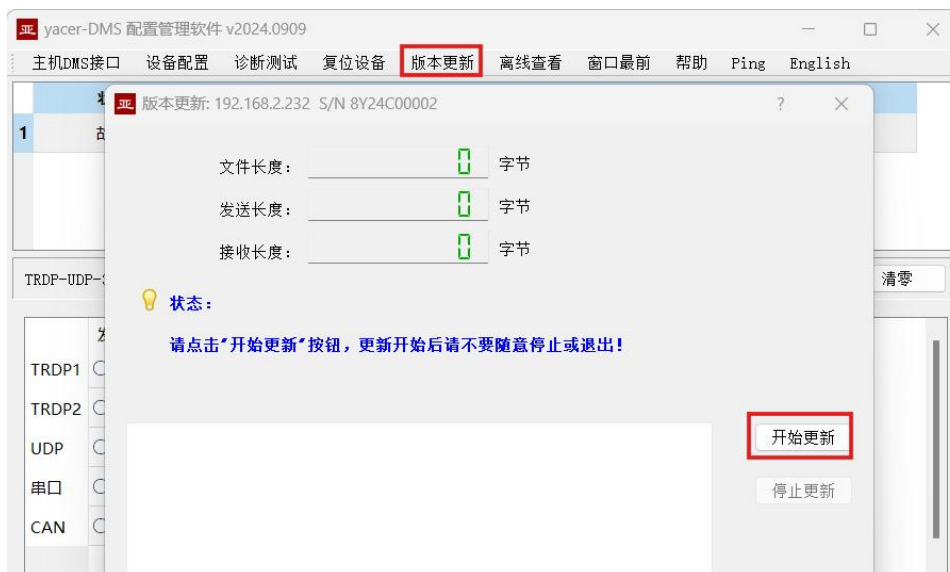 亚 yacer-DMS 配置管理软件 v2024.0909
主机DMS接口 设备配置 诊断测试 复位设备 版本更新 离线查看 窗口最前 帮助 Ping English
亚 版本更新: 192.168.2.232 S/N 8Y24C00002 ?
1
文件长度: 0 字节
发送长度: 0 字节
接收长度: 0 字节
TRDP-UDP- 清零
状态:
请点击"开始更新"按钮,更新开始后请不要随意停止或退出!
TRDP1
TRDP2
UDP
开始更新
串口
停止更新
CAN